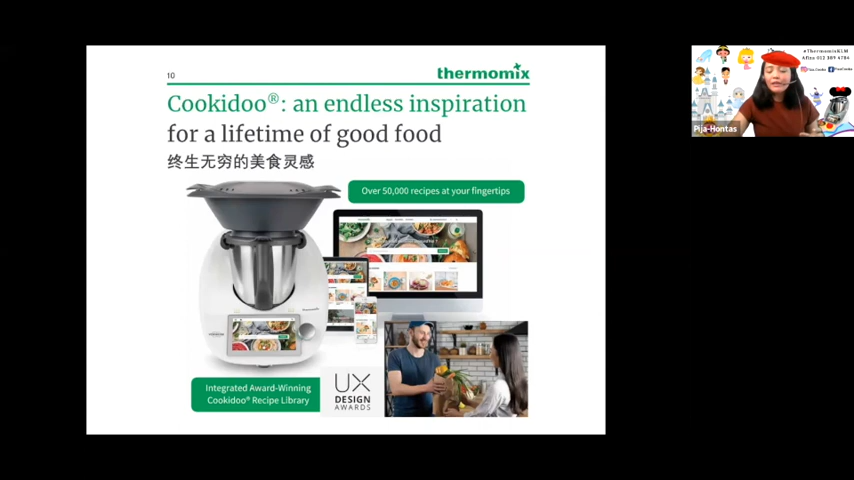 10
thermomix
Cookidoo®: an endless inspiration
for a lifetime of good food
终生无穷的美食灵感
Over 50,000 recipes at your fingertips
Integrated Award-Winning
Cookidoo® Recipe Library
UX
DESIGN
AWARDS
#ThermomixKLM
Pija-Hontas